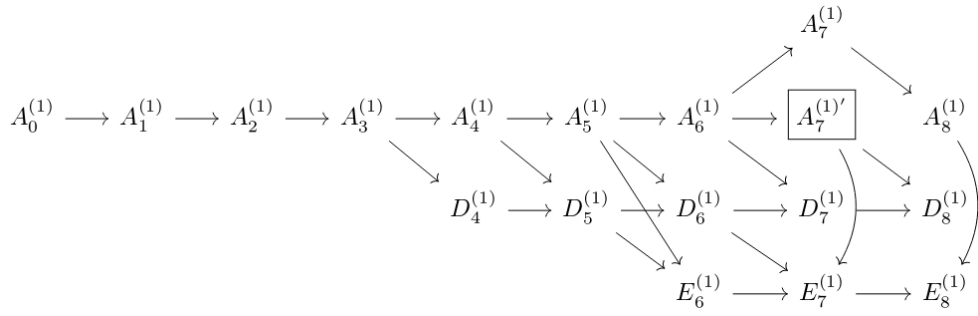 A_7^{(1)}
A_0^{(1)} A_1^{(1)} A_2^{(1)} A_3^{(1)} A_4^{(1)} A_5^{(1)} A_6^{(1)} A_7^{(1)'} A_8^{(1)}
D_4^{(1)} D_5^{(1)} D_6^{(1)} D_7^{(1)} D_8^{(1)}
E_6^{(1)} E_7^{(1)} E_8^{(1)}